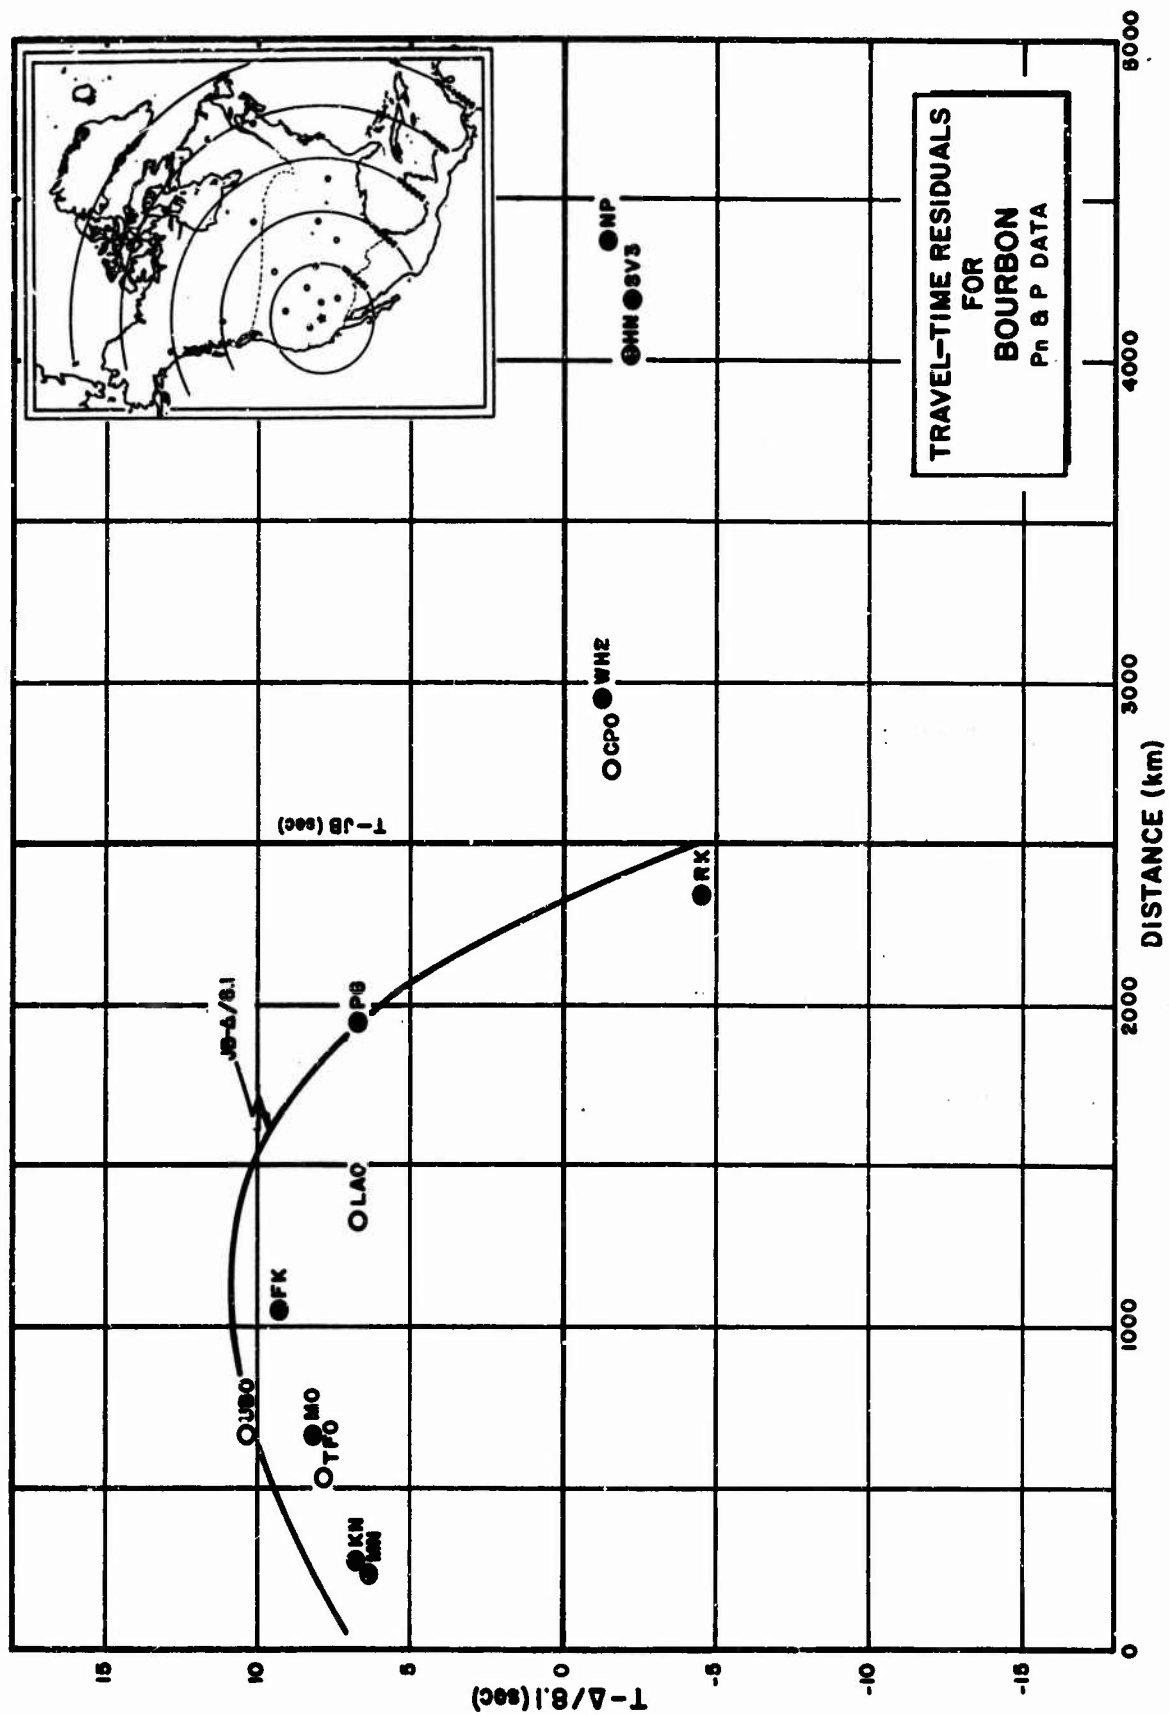 TRAVEL-TIME RESIDUALS
FOR
BOURBON
Pn & P DATA
T-Δ/8.1 (sec)
15
10
5
0
-5
-10
-15
JB-Δ/8.1
T-JB (sec)
KN
MN
TFO
MO
UBO
FK
LAO
PG
RK
CPO
WH2
HN
SV3
NP
0
1000
2000
3000
4000
5000
DISTANCE (km)